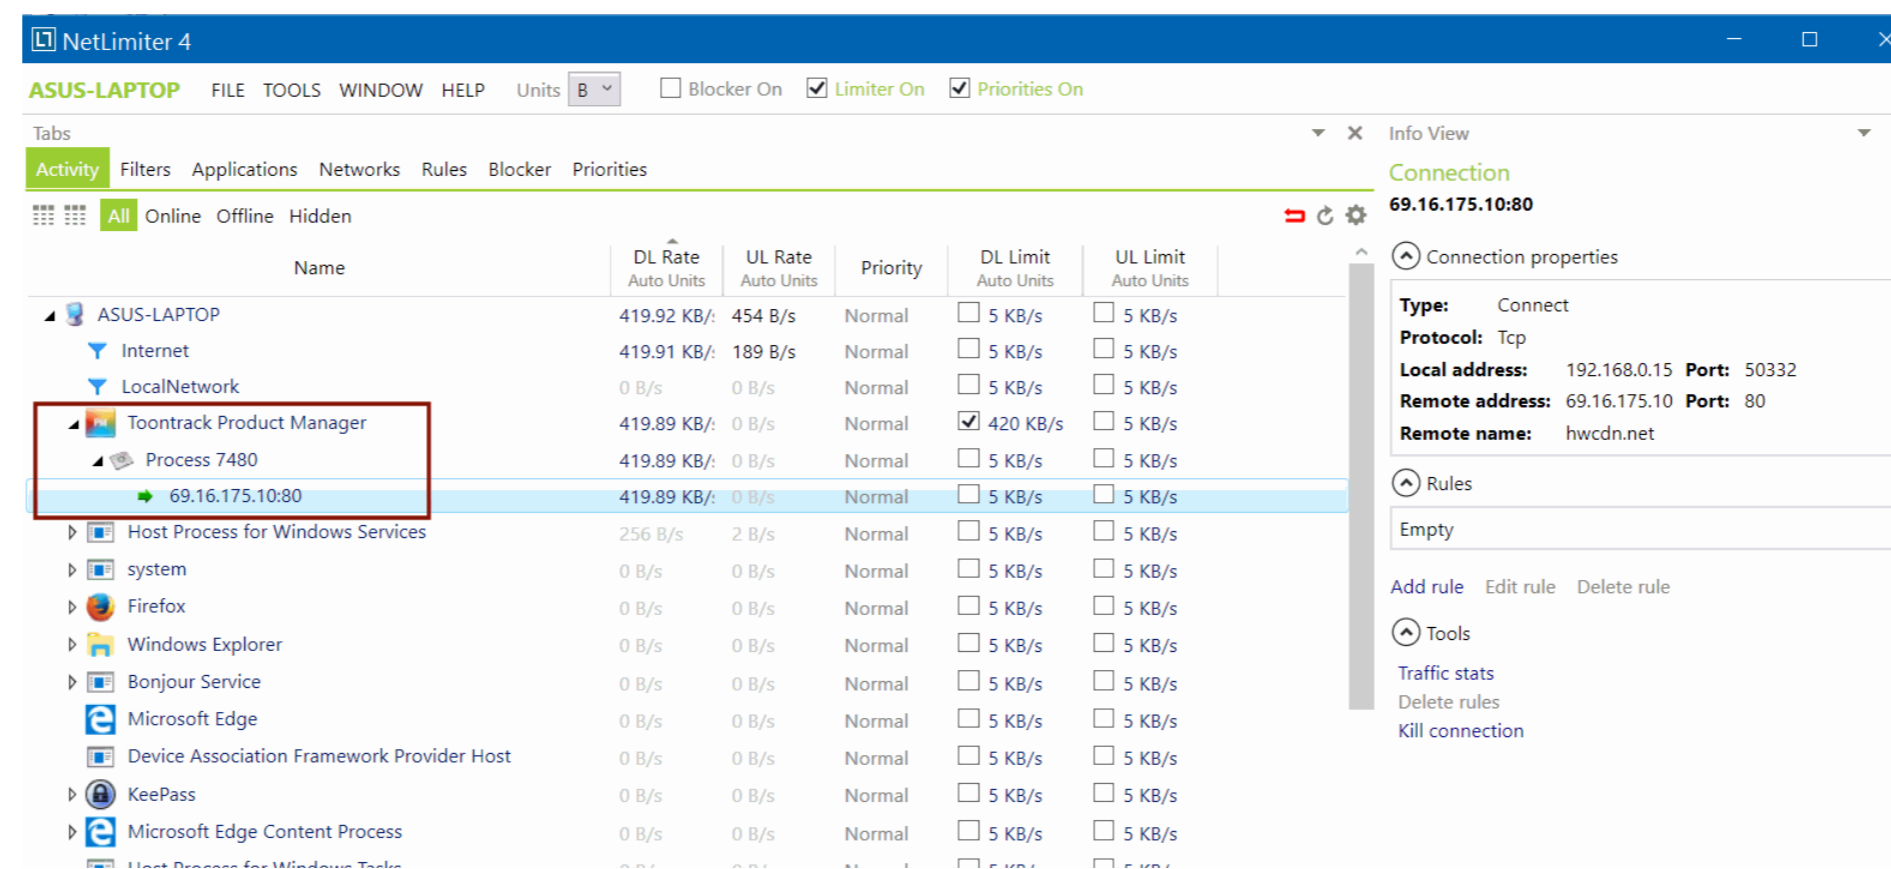 NetLimiter 4
ASUS-LAPTOP FILE TOOLS WINDOW HELP Units B Blocker On Limiter On Priorities On
Tabs
Activity Filters Applications Networks Rules Blocker Priorities
All Online Offline Hidden
Name DL Rate UL Rate Priority DL Limit UL Limit
Auto Units Auto Units Auto Units Auto Units
ASUS-LAPTOP 419.92 KB/ 454 B/s Normal 5 KB/s 5 KB/s
Internet 419.91 KB/ 189 B/s Normal 5 KB/s 5 KB/s
LocalNetwork 0 B/s 0 B/s Normal 5 KB/s 5 KB/s
Toontrack Product Manager 419.89 KB/ 0 B/s Normal 420 KB/s 5 KB/s
Process 7480 419.89 KB/ 0 B/s Normal 5 KB/s 5 KB/s
69.16.175.10:80 419.89 KB/ 0 B/s Normal 5 KB/s 5 KB/s
Host Process for Windows Services 256 B/s 2 B/s Normal 5 KB/s 5 KB/s
system 0 B/s 0 B/s Normal 5 KB/s 5 KB/s
Firefox 0 B/s 0 B/s Normal 5 KB/s 5 KB/s
Windows Explorer 0 B/s 0 B/s Normal 5 KB/s 5 KB/s
Bonjour Service 0 B/s 0 B/s Normal 5 KB/s 5 KB/s
Microsoft Edge 0 B/s 0 B/s Normal 5 KB/s 5 KB/s
Device Association Framework Provider Host 0 B/s 0 B/s Normal 5 KB/s 5 KB/s
KeePass 0 B/s 0 B/s Normal 5 KB/s 5 KB/s
Microsoft Edge Content Process 0 B/s 0 B/s Normal 5 KB/s 5 KB/s
Host Process for Windows Tasks
Info View
Connection
69.16.175.10:80
Connection properties
Type: Connect
Protocol: Tcp
Local address: 192.168.0.15 Port: 50332
Remote address: 69.16.175.10 Port: 80
Remote name: hwcdn.net
Rules
Empty
Add rule Edit rule Delete rule
Tools
Traffic stats
Delete rules
Kill connection